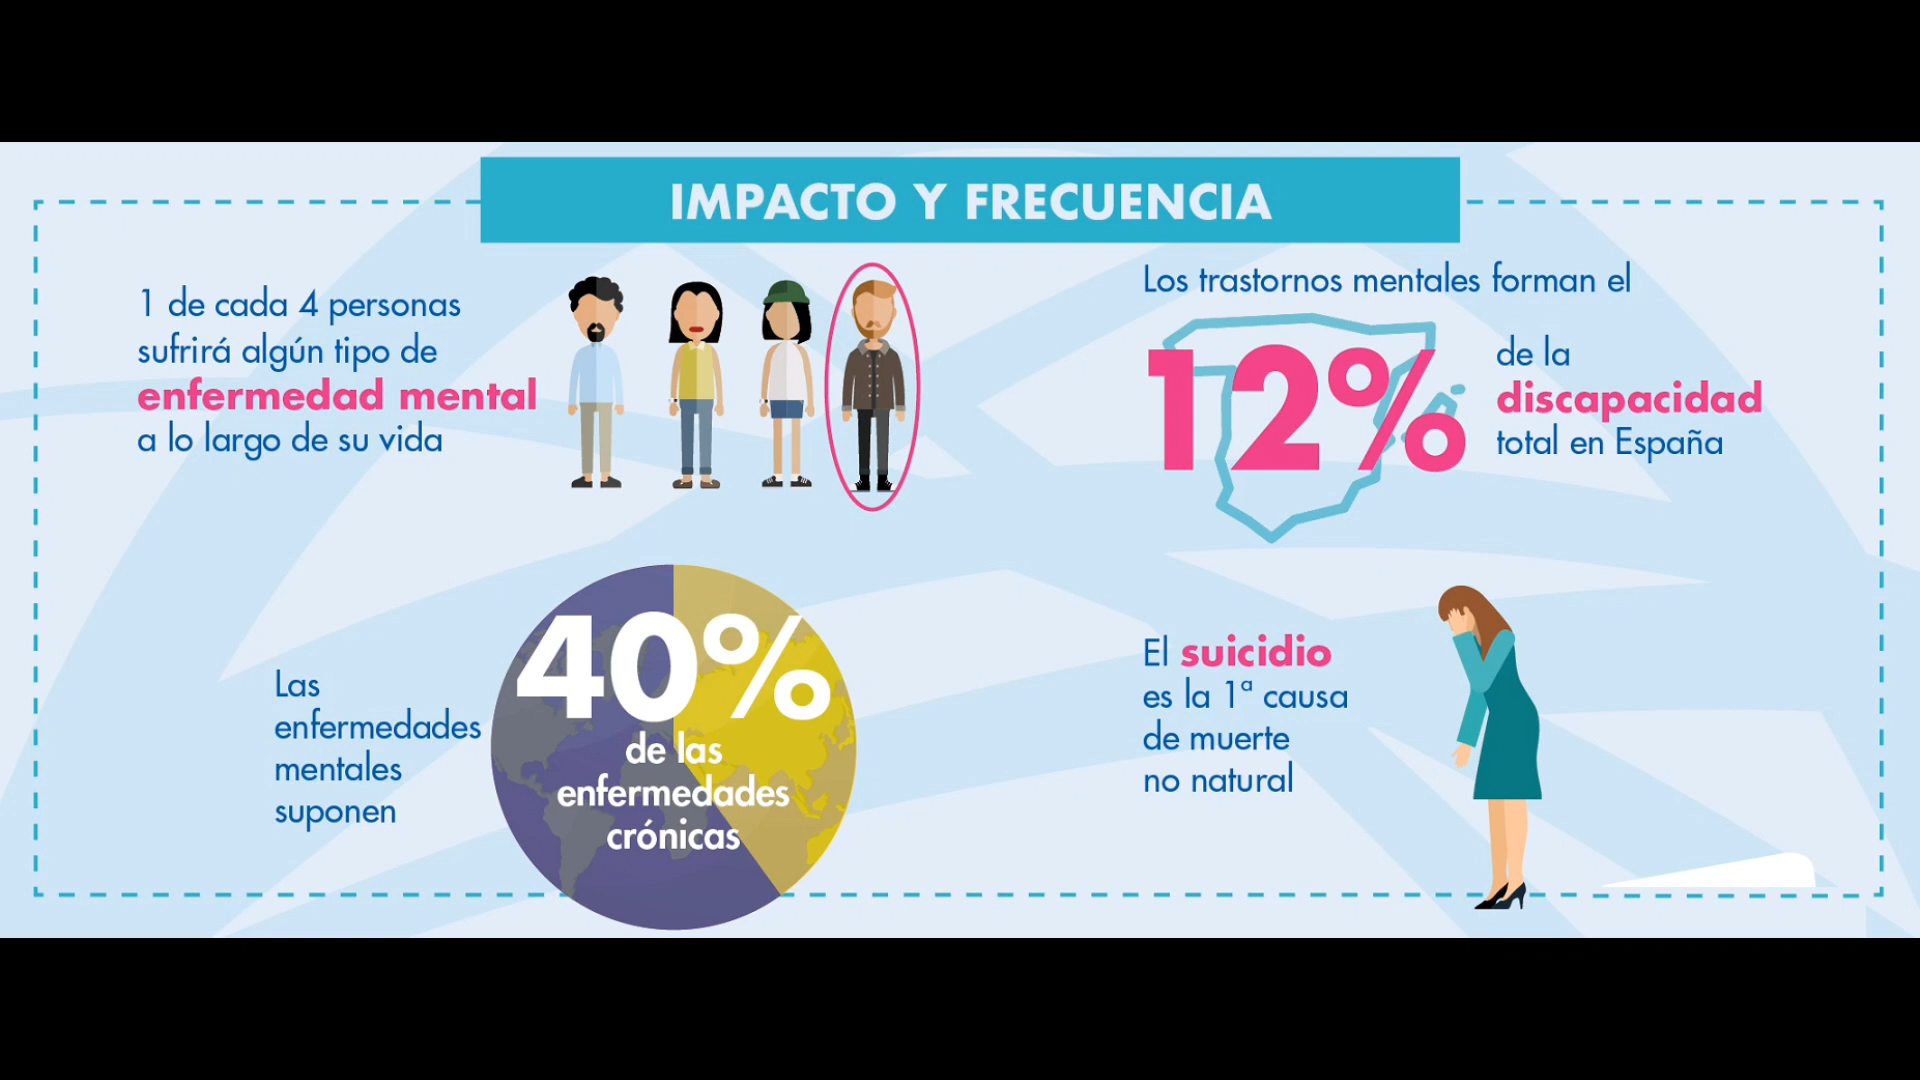 IMPACTO Y FRECUENCIA
1 de cada 4 personas
sufrirá algún tipo de
enfermedad mental
a lo largo de su vida
Los trastornos mentales forman el
12%
de la
discapacidad
total en España
Las
enfermedades
mentales
suponen
40%
de las
enfermedades
crónicas
El suicidio
es la 1ª causa
de muerte
no natural